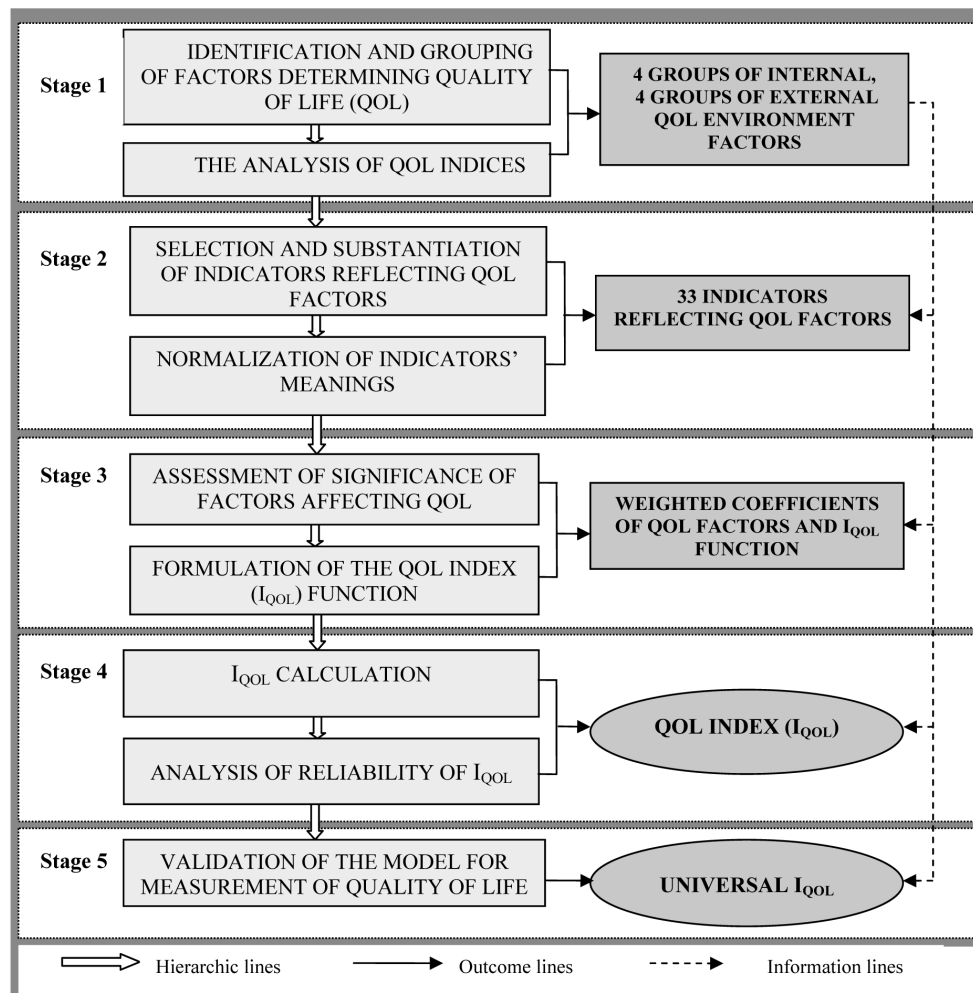 Stage 1
IDENTIFICATION AND GROUPING
OF FACTORS DETERMINING QUALITY
OF LIFE (QOL)
THE ANALYSIS OF QOL INDICES
4 GROUPS OF INTERNAL,
4 GROUPS OF EXTERNAL
QOL ENVIRONMENT
FACTORS
Stage 2
SELECTION AND SUBSTANTIATION
OF INDICATORS REFLECTING QOL
FACTORS
NORMALIZATION OF INDICATORS’
MEANINGS
33 INDICATORS
REFLECTING QOL FACTORS
Stage 3
ASSESSMENT OF SIGNIFICANCE OF
FACTORS AFFECTING QOL
FORMULATION OF THE QOL INDEX
(IQOL) FUNCTION
WEIGHTED COEFFICIENTS
OF QOL FACTORS AND IQOL
FUNCTION
Stage 4
IQOL CALCULATION
ANALYSIS OF RELIABILITY OF IQOL
QOL INDEX (IQOL)
Stage 5
VALIDATION OF THE MODEL FOR
MEASUREMENT OF QUALITY OF LIFE
UNIVERSAL IQOL
Hierarchic lines
Outcome lines
Information lines